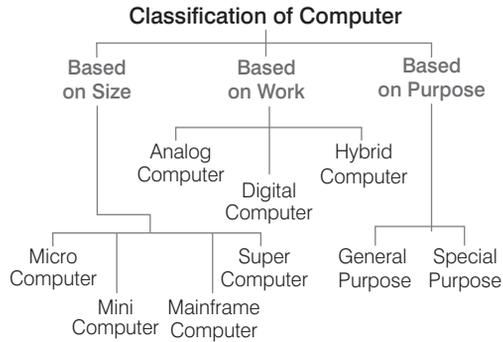 Classification of Computer
Based
on Size
Based
on Work
Based
on Purpose
Analog
Computer
Digital
Computer
Hybrid
Computer
Micro
Computer
Mini
Computer
Mainframe
Computer
Super
Computer
General
Purpose
Special
Purpose